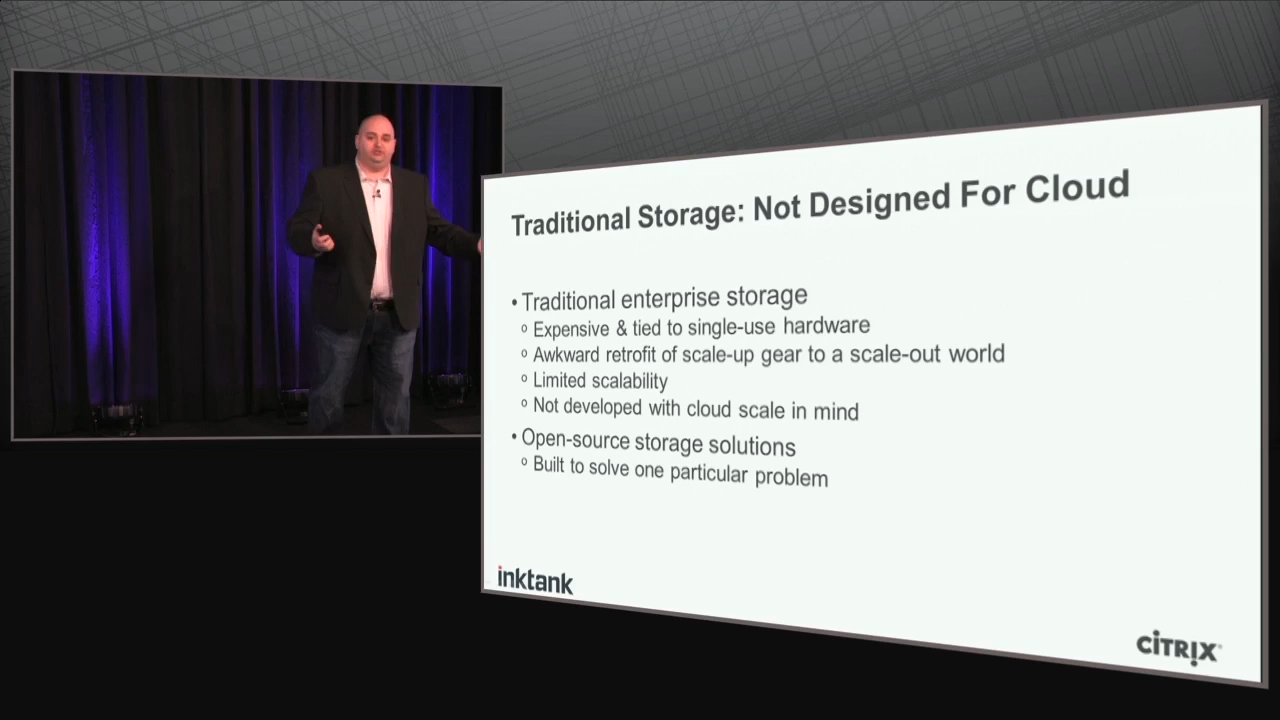 Traditional Storage: Not Designed For Cloud
• Traditional enterprise storage
o Expensive & tied to single-use hardware
o Awkward retrofit of scale-up gear to a scale-out world
o Limited scalability
o Not developed with cloud scale in mind
• Open-source storage solutions
o Built to solve one particular problem
inktank
CITRIX